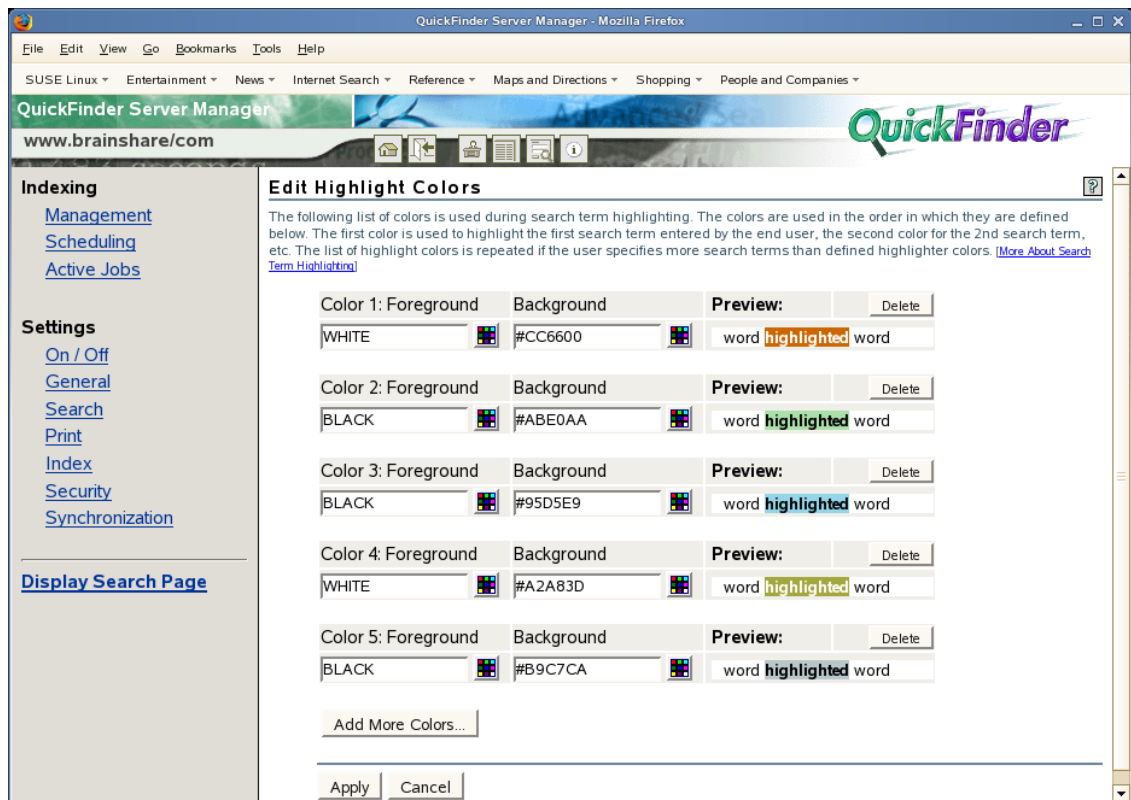 QuickFinder Server Manager - Mozilla Firefox
File Edit View Go Bookmarks Tools Help
SUSE Linux Entertainment News Internet Search Reference Maps and Directions Shopping People and Companies
QuickFinder Server Manager
Advanced Sea
QuickFinder
www.brainshare/com
Indexing
Management
Scheduling
Active Jobs
Settings
On / Off
General
Search
Print
Index
Security
Synchronization
Display Search Page
Edit Highlight Colors
?
The following list of colors is used during search term highlighting. The colors are used in the order in which they are defined
below. The first color is used to highlight the first search term entered by the end user, the second color for the 2nd search term,
etc. The list of highlight colors is repeated if the user specifies more search terms than defined highlighter colors. [More About Search
Term Highlighting]
Color 1: Foreground Background Preview: Delete
WHITE #CC6600 word highlighted word
Color 2: Foreground Background Preview: Delete
BLACK #ABE0AA word highlighted word
Color 3: Foreground Background Preview: Delete
BLACK #95D5E9 word highlighted word
Color 4: Foreground Background Preview: Delete
WHITE #A2A83D word highlighted word
Color 5: Foreground Background Preview: Delete
BLACK #B9C7CA word highlighted word
Add More Colors...
Apply Cancel